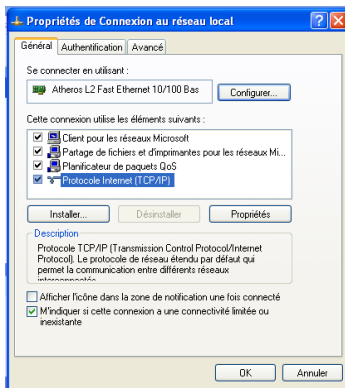 Propriétés de Connexion au réseau local
Général
Authentification
Avancé
Se connecter en utilisant :
Atheros L2 Fast Ethernet 10/100 Bas
Configurer...
Cette connexion utilise les éléments suivants :
Client pour les réseaux Microsoft
Partage de fichiers et d'imprimantes pour les réseaux Mi...
Planificateur de paquets QoS
Protocole Internet (TCP/IP)
Installer...
Désinstaller
Propriétés
Description
Protocole TCP/IP (Transmission Control Protocol/Internet
Protocol). Le protocole de réseau étendu par défaut qui
permet la communication entre différents réseaux
interconnectés
Afficher l'icône dans la zone de notification une fois connecté
M'indiquer si cette connexion a une connectivité limitée ou
inexistante
OK
Annuler